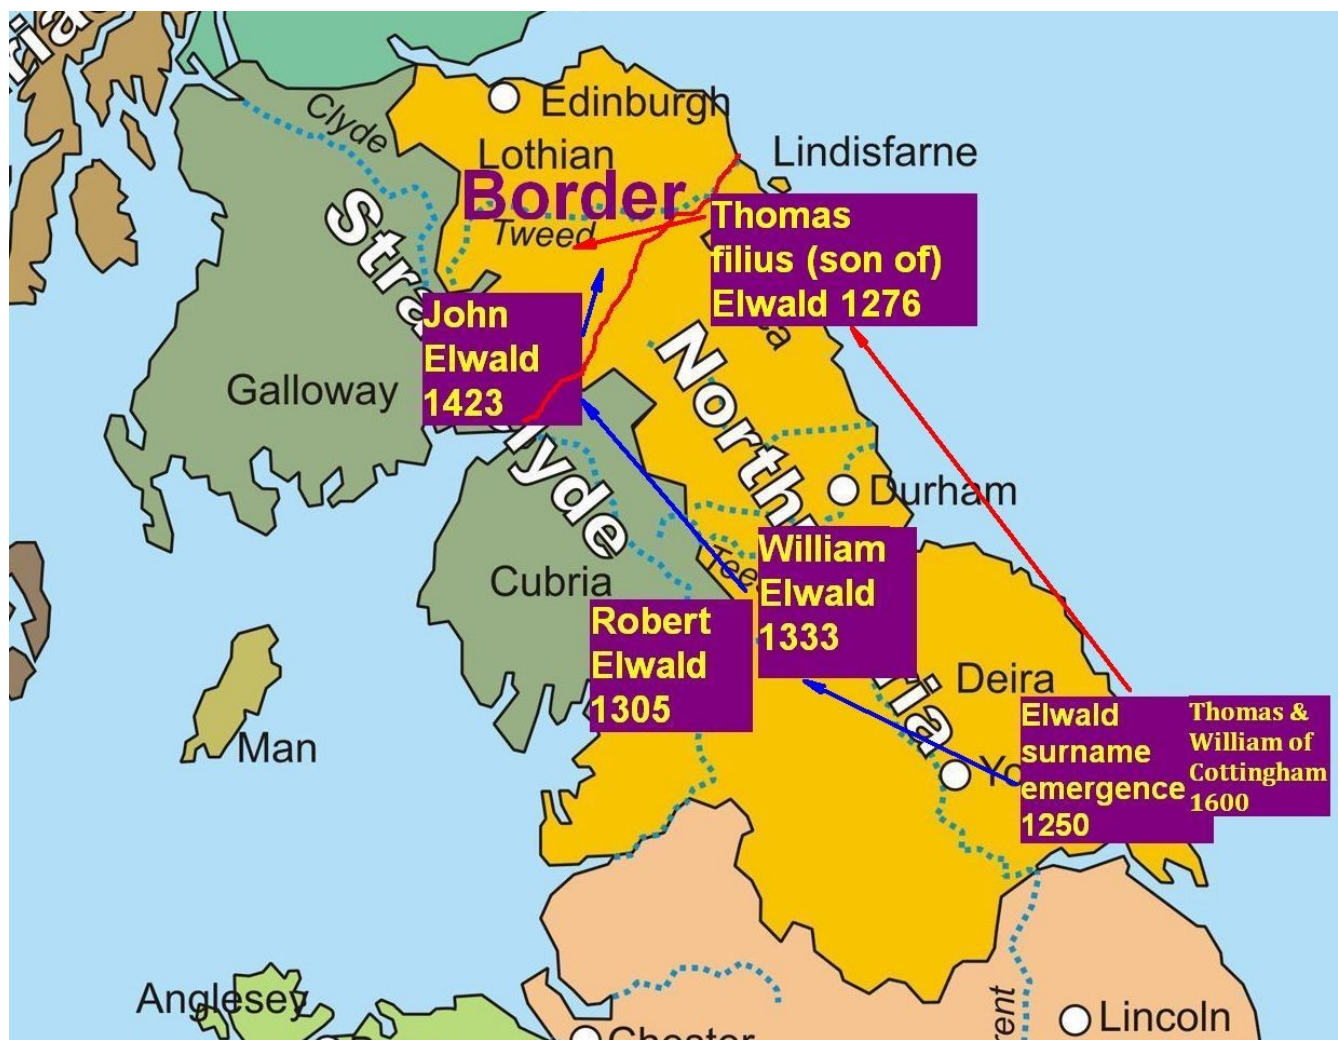 Clyde
Edinburgh
Lothian
Lindisfarne
Border
Tweed
Thomas
filius (son of)
Elwald 1276
John
Elwald
1423
Galloway
Durham
Cubria
William
Elwald
1333
Robert
Elwald
1305
Deira
Man
Elwald
surname
emergence
1250
Thomas &
William of
Cottingham
1600
Anglesey
Chester
Lincoln